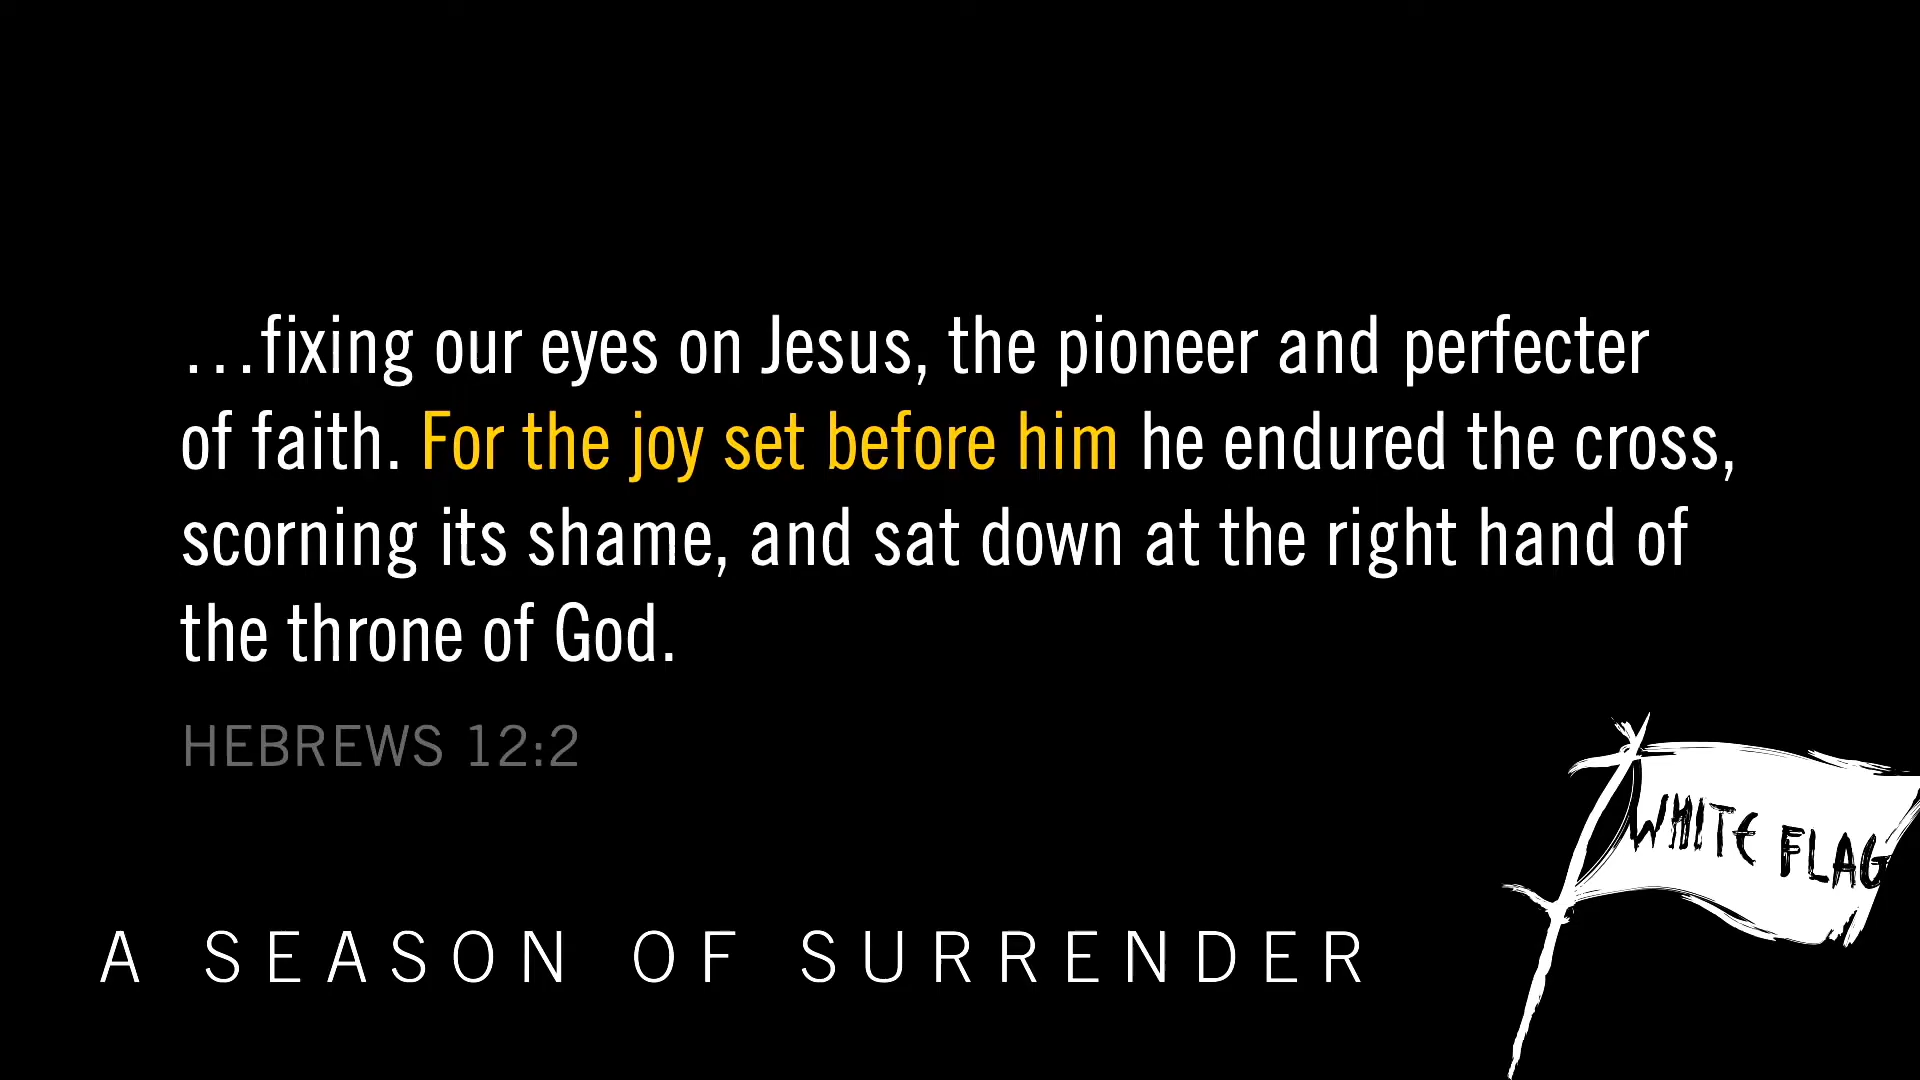 …fixing our eyes on Jesus, the pioneer and perfecter
of faith. For the joy set before him he endured the cross,
scorning its shame, and sat down at the right hand of
the throne of God.
HEBREWS 12:2
WHITE FLAG
A SEASON OF SURRENDER